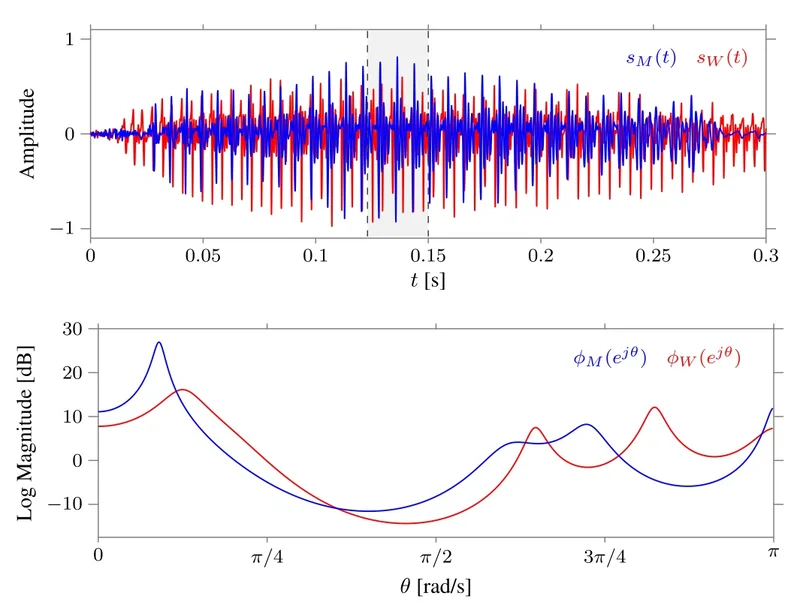 1
0
−1
Amplitude
s_M(t) s_W(t)
0 0.05 0.1 0.15 0.2 0.25 0.3
t [s]
30
20
10
0
−10
Log Magnitude [dB]
ϕ_M(e^{jθ}) ϕ_W(e^{jθ})
0 π/4 π/2 3π/4 π
θ [rad/s]